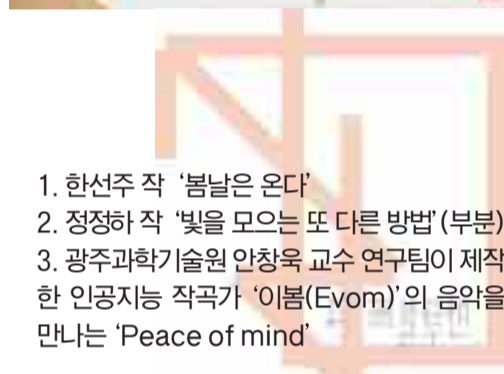 1. 한선주 작 ‘봄날은 온다’
2. 정정하 작 ‘빛을 모으는 또 다른 방법’(부분)
3. 광주과학기술원 안창욱 교수 연구팀이 제작
한 인공지능 작곡가 ‘이봄(Evom)’의 음악을
만나는 ‘Peace of mind’